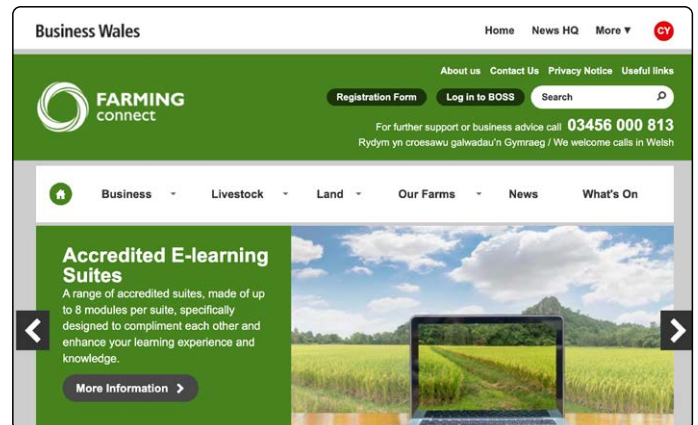 Business Wales
Home News HQ More ▼ CY
About us Contact Us Privacy Notice Useful links
FARMING
connect
Registration Form Log in to BOSS Search
For further support or business advice call 03456 000 813
Rydym yn croesawu galwadau'n Gymraeg / We welcome calls in Welsh
Business Livestock Land Our Farms News What's On
Accredited E-learning
Suites
A range of accredited suites, made of up
to 8 modules per suite, specifically
designed to compliment each other and
enhance your learning experience and
knowledge.
More Information